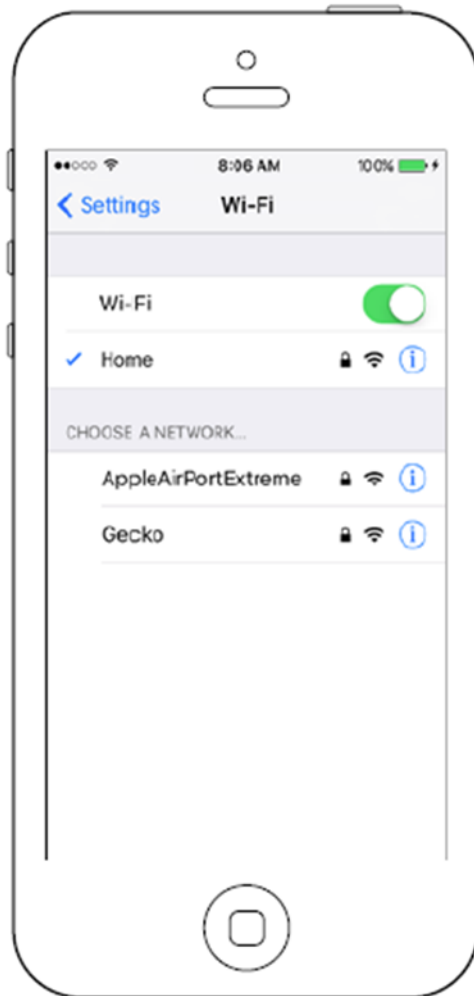 8:06 AM 100%
Settings Wi-Fi
Wi-Fi
Home
CHOOSE A NETWORK...
AppleAirPortExtreme
Gecko